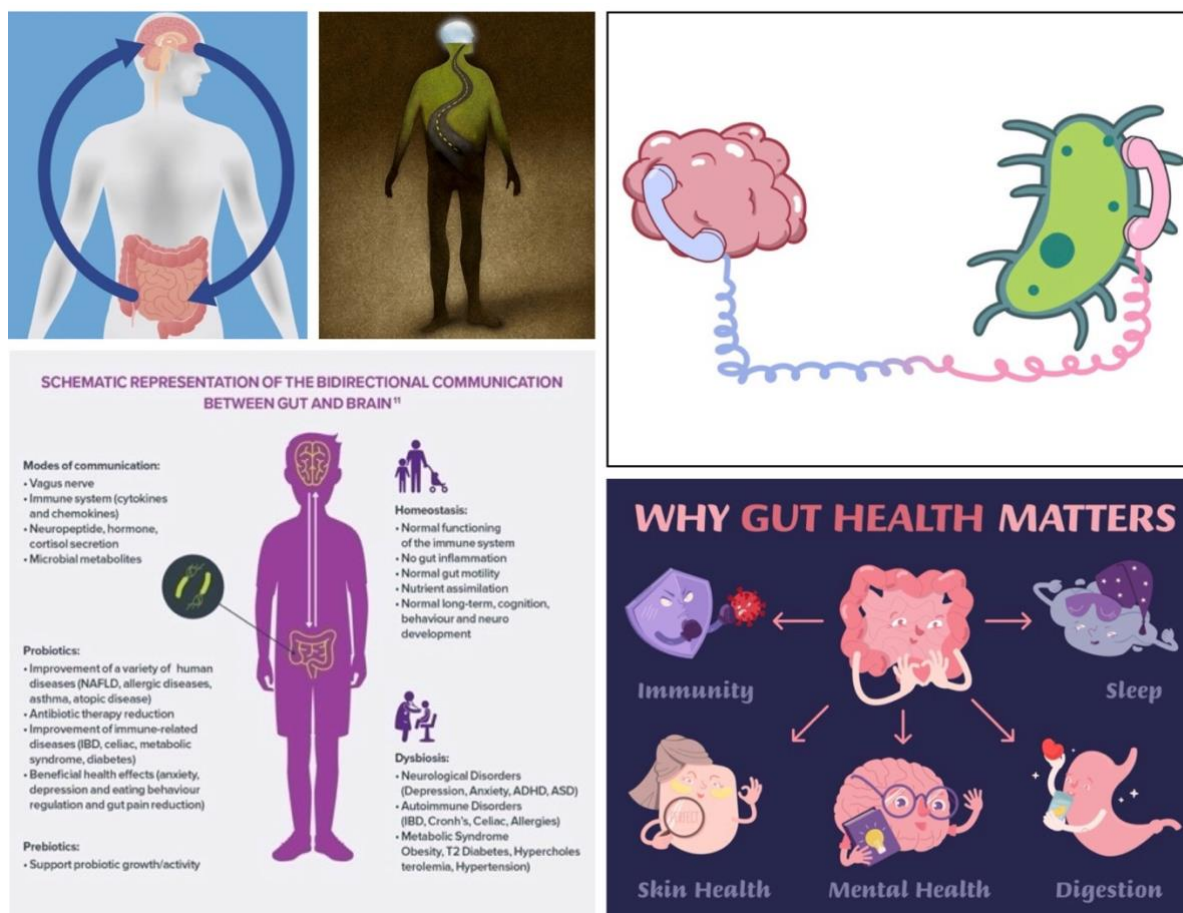 SCHEMATIC REPRESENTATION OF THE BIDIRECTIONAL COMMUNICATION
BETWEEN GUT AND BRAIN¹¹
Modes of communication:
• Vagus nerve
• Immune system (cytokines
and chemokines)
• Neuropeptide, hormone,
cortisol secretion
• Microbial metabolites
Probiotics:
• Improvement of a variety of human
diseases (NAFLD, allergic diseases,
asthma, atopic disease)
• Antibiotic therapy reduction
• Improvement of immune-related
diseases (IBD, celiac, metabolic
syndrome, diabetes)
• Beneficial health effects (anxiety,
depression and eating behaviour
regulation and gut pain reduction)
Prebiotics:
• Support probiotic growth/activity
Homeostasis:
• Normal functioning
of the immune system
• No gut inflammation
• Normal gut motility
• Nutrient assimilation
• Normal long-term, cognition,
behaviour and neuro
development
Dysbiosis:
• Neurological Disorders
(Depression, Anxiety, ADHD, ASD)
• Autoimmune Disorders
(IBD, Cronh's, Celiac, Allergies)
• Metabolic Syndrome
Obesity, T2 Diabetes, Hypercholes
terolemia, Hypertension)
WHY GUT HEALTH MATTERS
Immunity
Sleep
PERFECT
Skin Health
Mental Health
Digestion